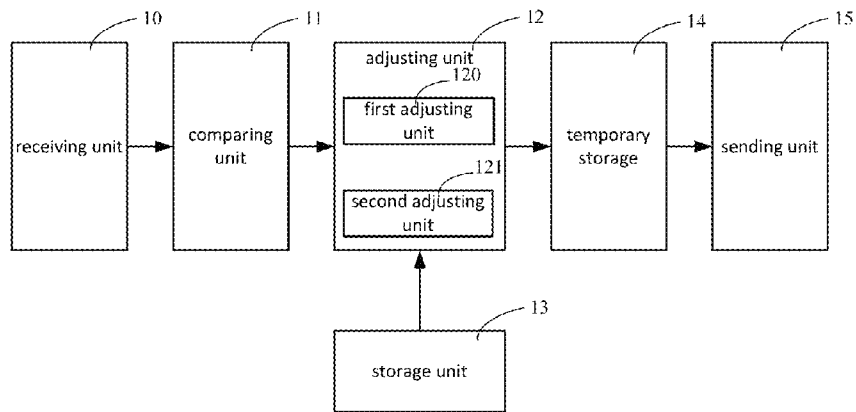 10
11
12
14
15
adjusting unit
120
first adjusting
unit
receiving unit
comparing
unit
temporary
storage
sending unit
121
second adjusting
unit
13
storage unit